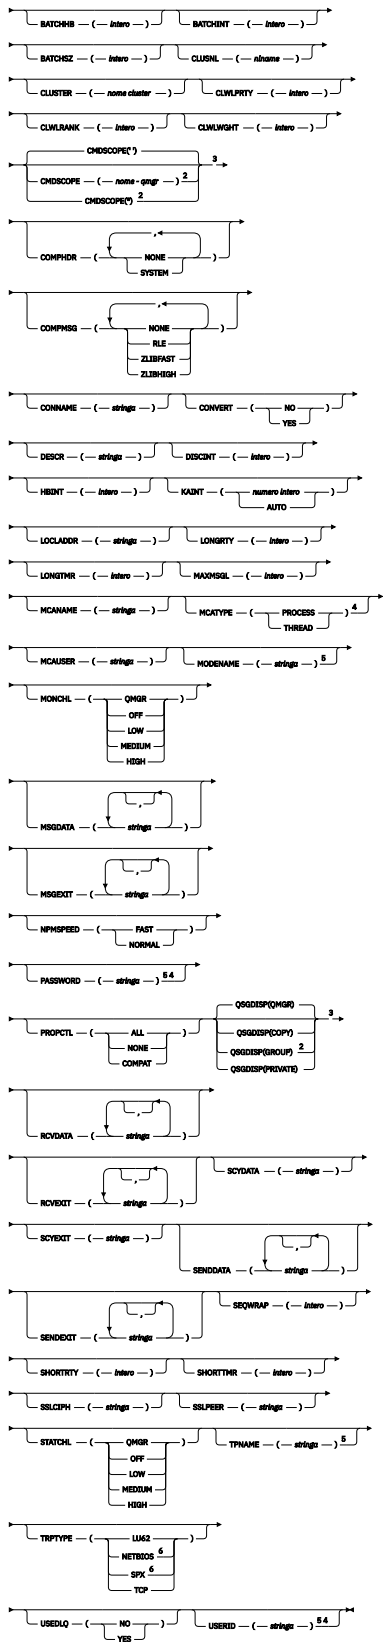 BATCHHB ( intero ) BATCHINT ( intero )
BATCHSZ ( intero ) CLUSNL ( nlname )
CLUSTER ( nome cluster ) CLWLPRTY ( intero )
CLWLRANK ( intero ) CLWLWGHT ( intero )
CMDSCOPE(' ')
3
CMDSCOPE ( nome - qmgr ) 2
CMDSCOPE(*) 2
,
COMPHDR ( NONE )
SYSTEM
,
COMPMSG ( NONE )
RLE
ZLIBFAST
ZLIBHIGH
CONNAME ( stringa ) CONVERT ( NO )
YES
DESCR ( stringa ) DISCINT ( intero )
HBINT ( intero ) KAINT ( numero intero )
AUTO
LOCLADDR ( stringa ) LONGRTY ( intero )
LONGTMR ( intero ) MAXMSGL ( intero )
MCANAME ( stringa ) MCATYPE ( PROCESS ) 4
THREAD
MCAUSER ( stringa ) MODENAME ( stringa ) 5
MONCHL ( QMGR )
OFF
LOW
MEDIUM
HIGH
,
MSGDATA ( stringa )
,
MSGEXIT ( stringa )
NPMSPEED ( FAST )
NORMAL
PASSWORD ( stringa ) 5 4
QSGDISP(QMGR)
3
PROPCTL ( ALL ) QSGDISP(COPY)
NONE QSGDISP(GROUP) 2
COMPAT QSGDISP(PRIVATE)
,
RCVDATA ( stringa )
, SCYDATA ( stringa )
RCVEXIT ( stringa )
SCYEXIT ( stringa ) ,
SENDDATA ( stringa )
, SEQWRAP ( intero )
SENDEXIT ( stringa )
SHORTRTY ( intero ) SHORTTMR ( intero )
SSLCIPH ( stringa ) SSLPEER ( stringa )
STATCHL ( QMGR ) TPNAME ( stringa ) 5
OFF
LOW
MEDIUM
HIGH
TRPTYPE ( LU62 )
NETBIOS 6
SPX 6
TCP
USEDLQ ( NO ) USERID ( stringa ) 5 4
YES